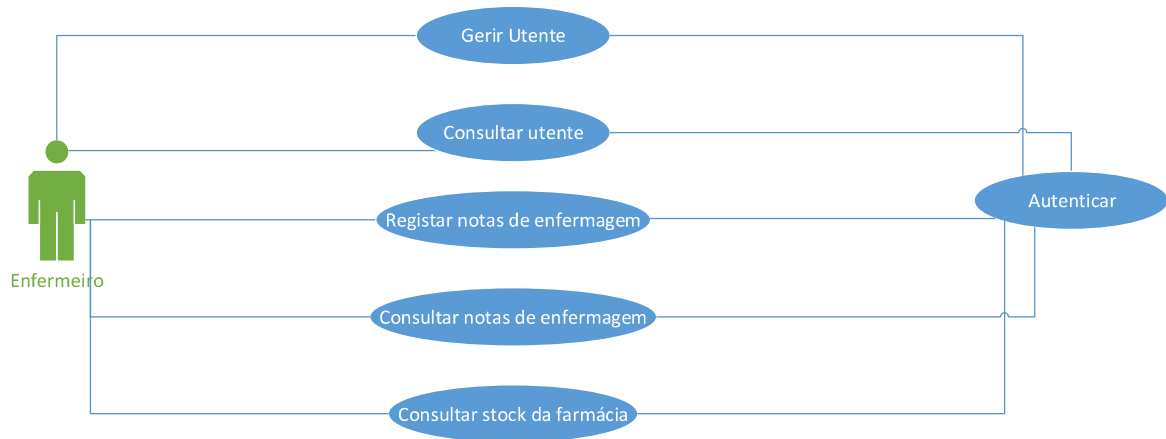 Gerir Utente
Consultar utente
Autenticar
Registar notas de enfermagem
Enfermeiro
Consultar notas de enfermagem
Consultar stock da farmácia